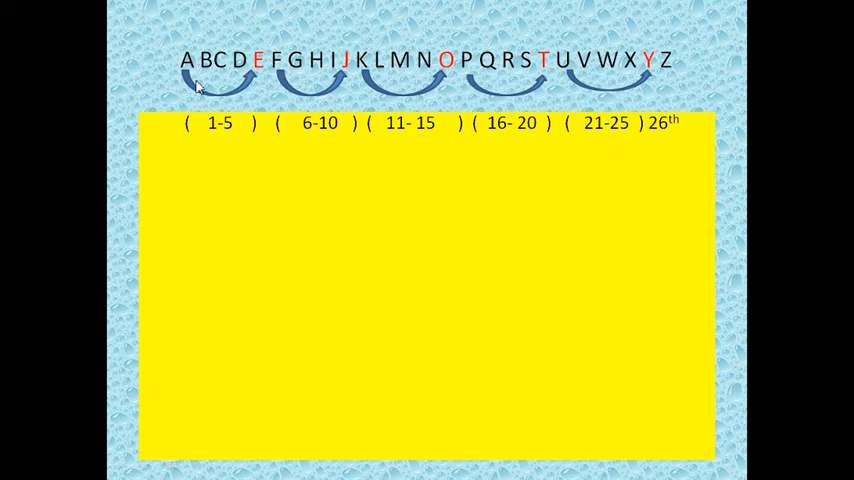 A B C D E F G H I J K L M N O P Q R S T U V W X Y Z
( 1-5 ) ( 6-10 ) ( 11- 15 ) ( 16- 20 ) ( 21-25 ) 26th